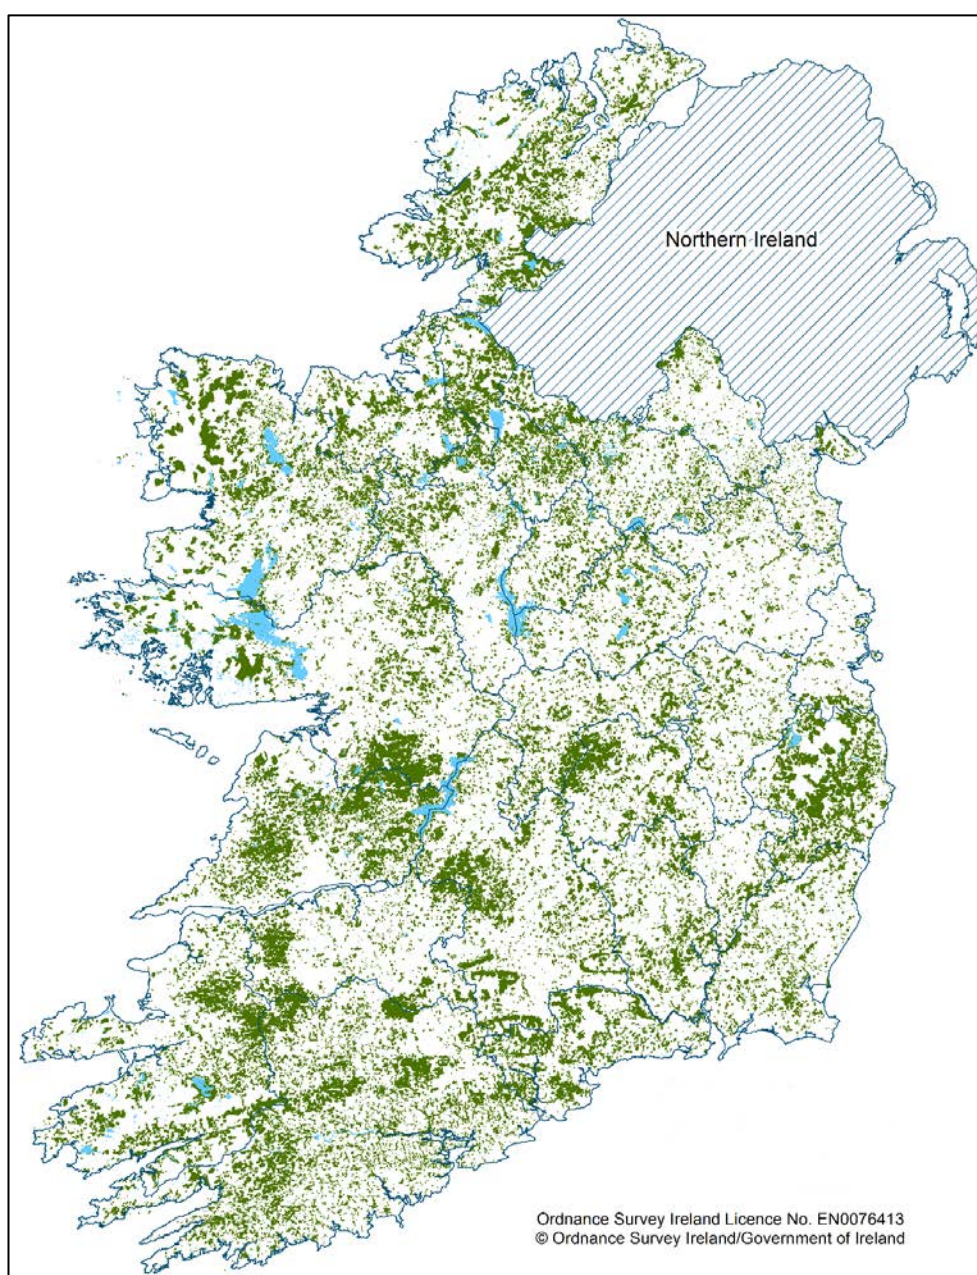 Northern Ireland
Ordnance Survey Ireland Licence No. EN0076413
© Ordnance Survey Ireland/Government of Ireland